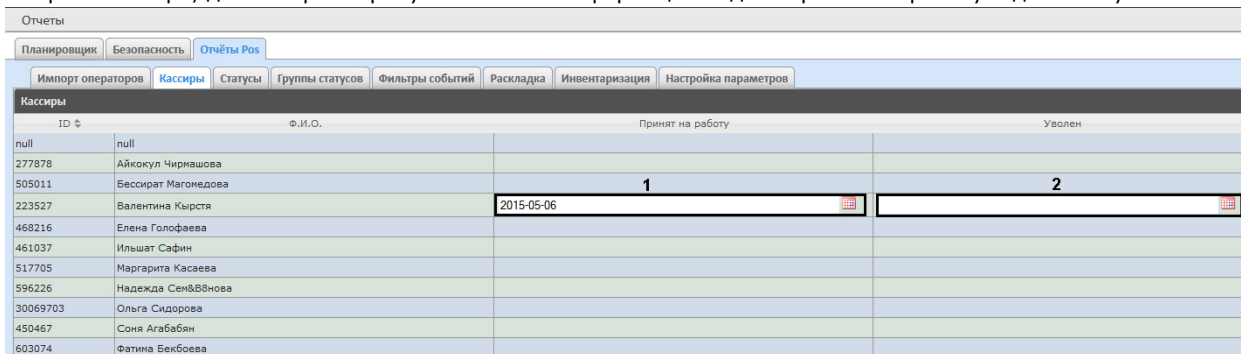 Отчеты
Планировщик Безопасность Отчёты Pos
Импорт операторов Кассиры Статусы Группы статусов Фильтры событий Раскладка Инвентаризация Настройка параметров
Кассиры
ID Ф.И.О. Принят на работу Уволен
null null
277878 Айкокул Чирмашова
505011 Бессират Магомедова 1 2
223527 Валентина Кырстя 2015-05-06
468216 Елена Голофаева
461037 Ильшат Сафин
517705 Маргарита Касаева
596226 Надежда Сем&B8нова
30069703 Ольга Сидорова
450467 Соня Агабабян
603074 Фатима Бекбоева